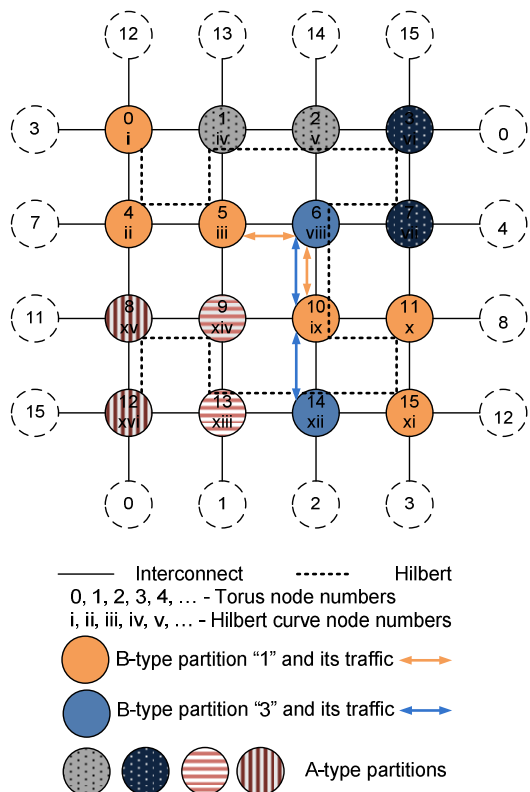 12 13 14 15
3 0 1 2 3 0
i iv v vi
7 4 5 6 7 4
ii iii viii vii
11 8 9 10 11 8
xv xiv ix x
15 12 13 14 15 12
xvi xiii xii xi
0 1 2 3
Interconnect Hilbert
0, 1, 2, 3, 4, … - Torus node numbers
i, ii, iii, iv, v, … - Hilbert curve node numbers
B-type partition “1” and its traffic
B-type partition “3” and its traffic
A-type partitions